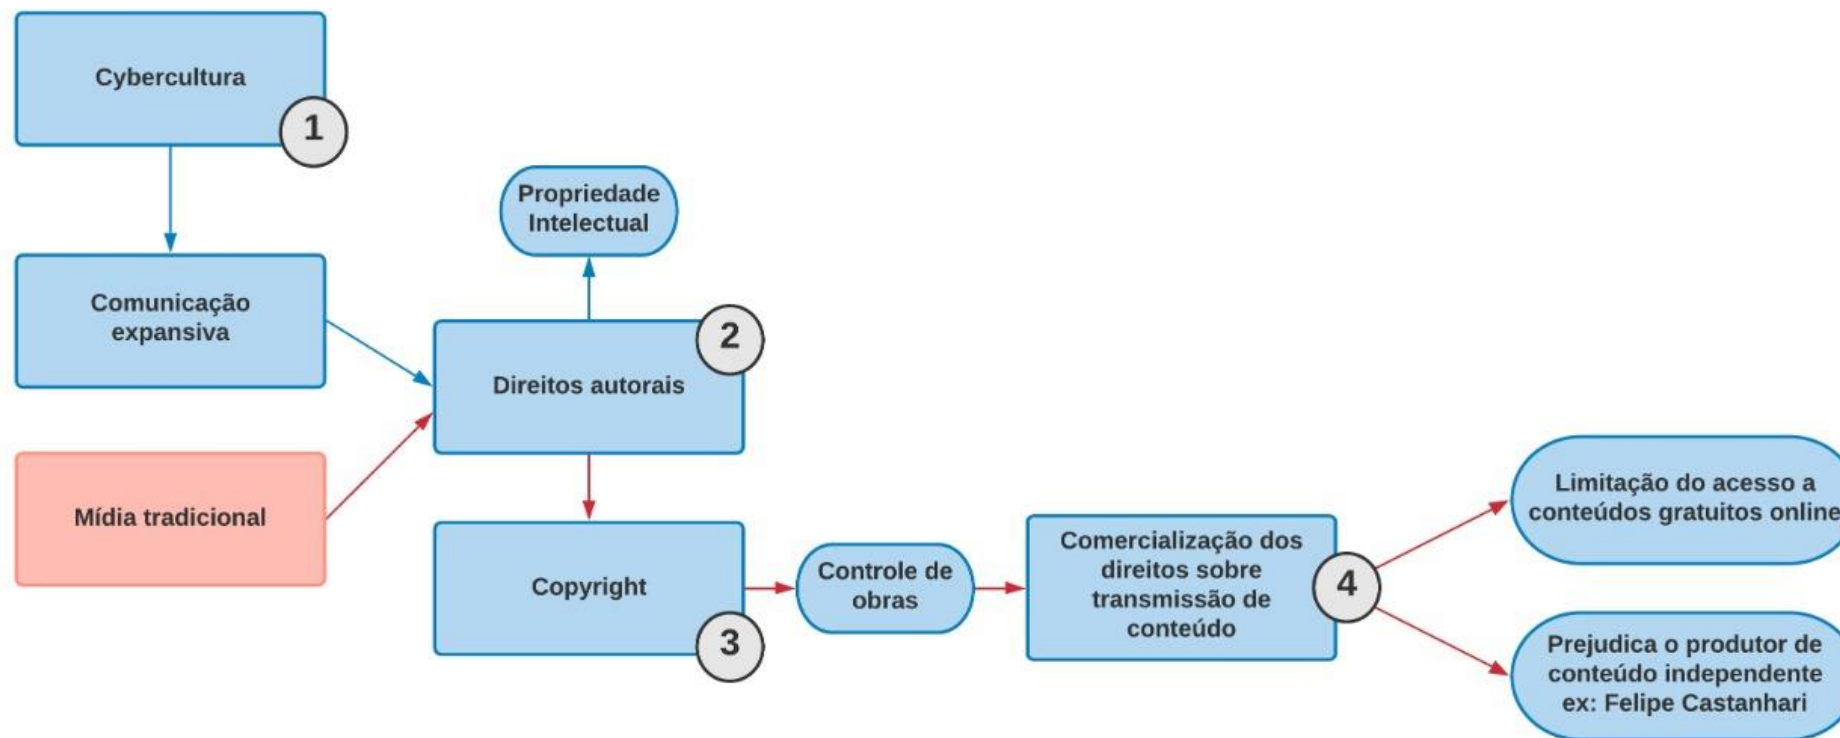 Cybercultura
1
Comunicação
expansiva
Mídia tradicional
Propriedade
Intelectual
2
Direitos autorais
Copyright
3
Controle de
obras
Comercialização dos
direitos sobre
transmissão de
conteúdo
4
Limitação do acesso a
conteúdos gratuitos online
Prejudica o produtor de
conteúdo independente
ex: Felipe Castanhari